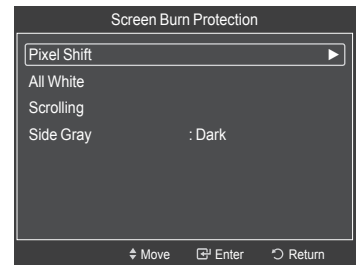 Screen Burn Protection
Pixel Shift ►
All White
Scrolling
Side Gray : Dark
Move Enter Return